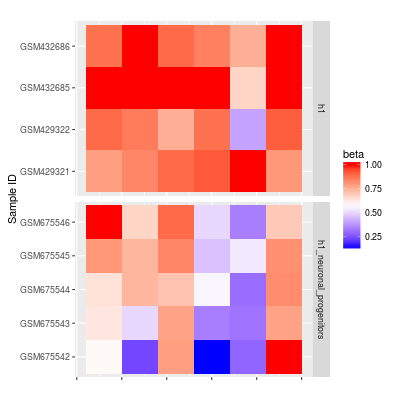 GSM432686
GSM432685
GSM429322
GSM429321
h1
Sample ID
GSM675546
GSM675545
GSM675544
GSM675543
GSM675542
h1_neuronal_progenitors
beta
1.00
0.75
0.50
0.25